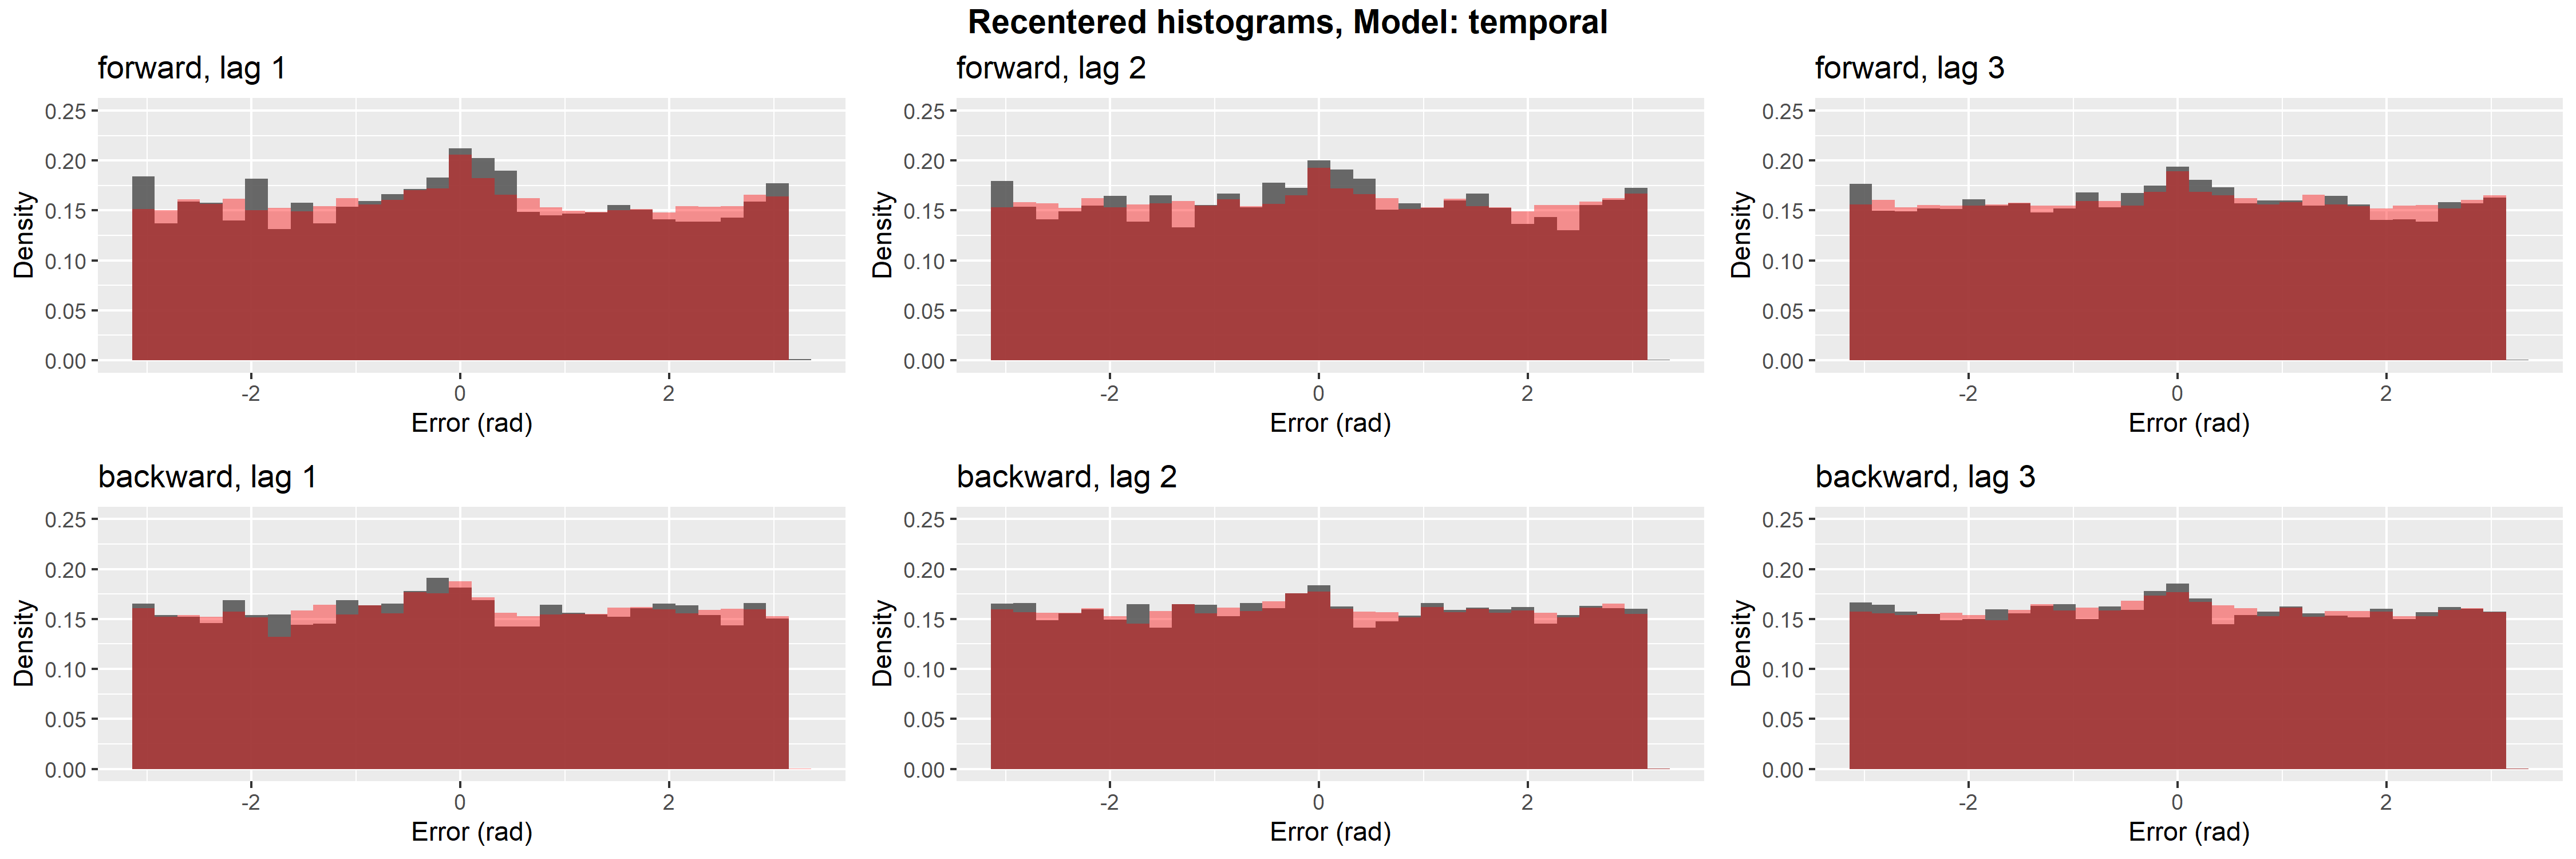 Recentered histograms, Model: temporal
forward, lag 1
forward, lag 2
forward, lag 3
0.25
0.20
0.15
0.10
0.05
0.00
Density
-2
0
2
Error (rad)
0.25
0.20
0.15
0.10
0.05
0.00
Density
-2
0
2
Error (rad)
0.25
0.20
0.15
0.10
0.05
0.00
Density
-2
0
2
Error (rad)
backward, lag 1
backward, lag 2
backward, lag 3
0.25
0.20
0.15
0.10
0.05
0.00
Density
-2
0
2
Error (rad)
0.25
0.20
0.15
0.10
0.05
0.00
Density
-2
0
2
Error (rad)
0.25
0.20
0.15
0.10
0.05
0.00
Density
-2
0
2
Error (rad)